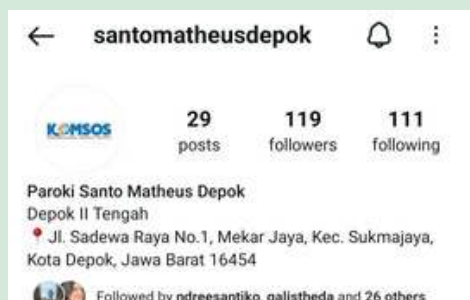 santomatheusdepok
KOMSOS
29 119 111
posts followers following
Paroki Santo Matheus Depok
Depok II Tengah
Jl. Sadewa Raya No.1, Mekar Jaya, Kec. Sukmajaya,
Kota Depok, Jawa Barat 16454
Followed by ndreesantiko, galistheda and 26 others